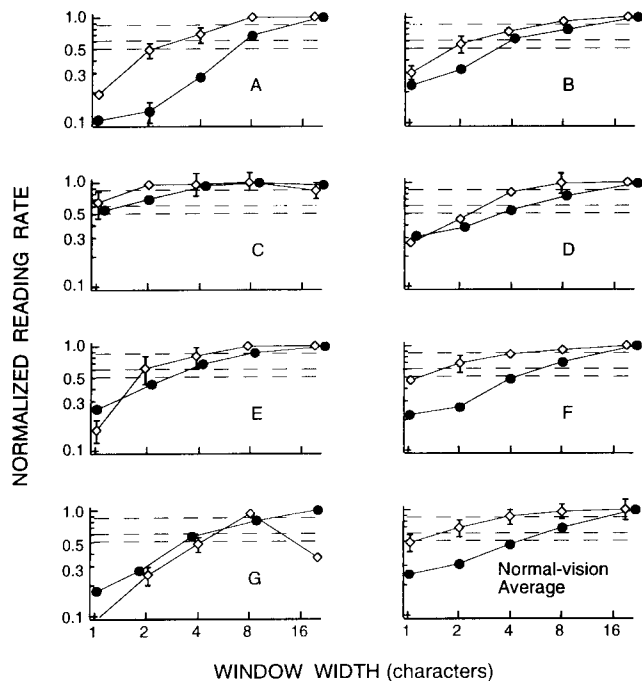 NORMALIZED READING RATE
1.0
0.5
0.3
0.1
A
B
1.0
0.5
0.3
0.1
C
D
1.0
0.5
0.3
0.1
E
F
1.0
0.5
0.3
0.1
G
Normal-vision
Average
1 2 4 8 16
1 2 4 8 16
WINDOW WIDTH (characters)